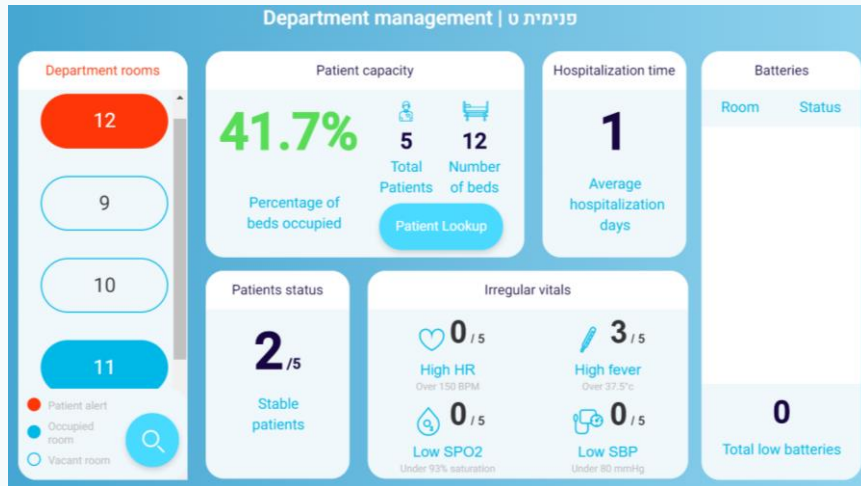 Department management | פנימית ט
Department rooms
12
9
10
11
Patient alert
Occupied
room
Vacant room
Patient capacity
41.7%
Percentage of
beds occupied
5
Total
Patients
12
Number
of beds
Patient Lookup
Hospitalization time
1
Average
hospitalization
days
Patients status
2/5
Stable
patients
Irregular vitals
0 / 5
High HR
Over 150 BPM
3 / 5
High fever
Over 37.5°c
O₂
0 / 5
Low SPO2
Under 93% saturation
0 / 5
Low SBP
Under 80 mmHg
Batteries
Room Status
0
Total low batteries